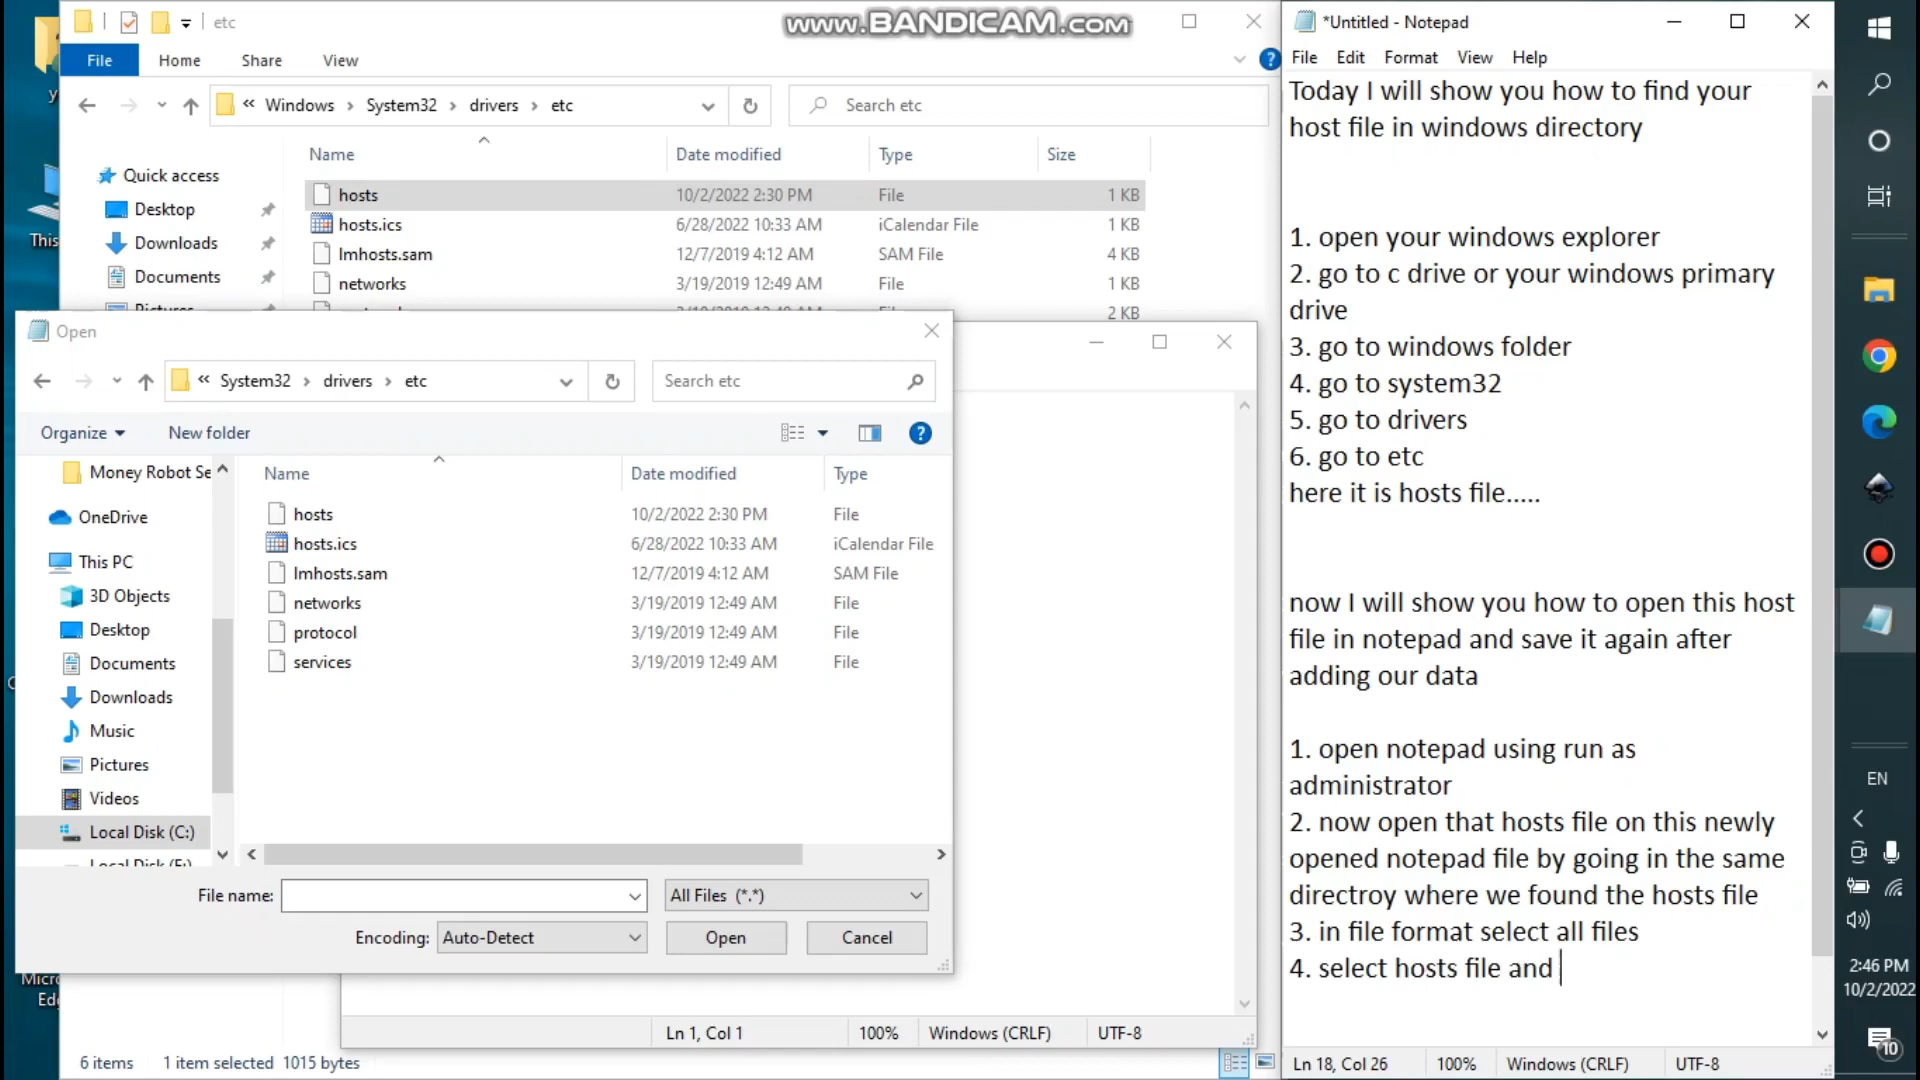 etc
www.BANDICAM.com
File Home Share View
Windows System32 drivers etc
Search etc
Name Date modified Type Size
Quick access
Desktop
Downloads
Documents
Pictures
hosts 10/2/2022 2:30 PM File 1 KB
hosts.ics 6/28/2022 10:33 AM iCalendar File 1 KB
lmhosts.sam 12/7/2019 4:12 AM SAM File 4 KB
networks 3/19/2019 12:49 AM File 1 KB
2 KB
This
Open
System32 drivers etc
Search etc
Organize New folder
Name Date modified Type
Money Robot Se
OneDrive
This PC
3D Objects
Desktop
Documents
Downloads
Music
Pictures
Videos
Local Disk (C:)
hosts 10/2/2022 2:30 PM File
hosts.ics 6/28/2022 10:33 AM iCalendar File
lmhosts.sam 12/7/2019 4:12 AM SAM File
networks 3/19/2019 12:49 AM File
protocol 3/19/2019 12:49 AM File
services 3/19/2019 12:49 AM File
File name: All Files (*.*)
Encoding: Auto-Detect Open Cancel
Ln 1, Col 1 100% Windows (CRLF) UTF-8
6 items 1 item selected 1015 bytes
*Untitled - Notepad
File Edit Format View Help
Today I will show you how to find your
host file in windows directory
1. open your windows explorer
2. go to c drive or your windows primary
drive
3. go to windows folder
4. go to system32
5. go to drivers
6. go to etc
here it is hosts file.....
now I will show you how to open this host
file in notepad and save it again after
adding our data
1. open notepad using run as
administrator
2. now open that hosts file on this newly
opened notepad file by going in the same
directroy where we found the hosts file
3. in file format select all files
4. select hosts file and
Ln 18, Col 26 100% Windows (CRLF) UTF-8
EN
2:46 PM
10/2/2022
10